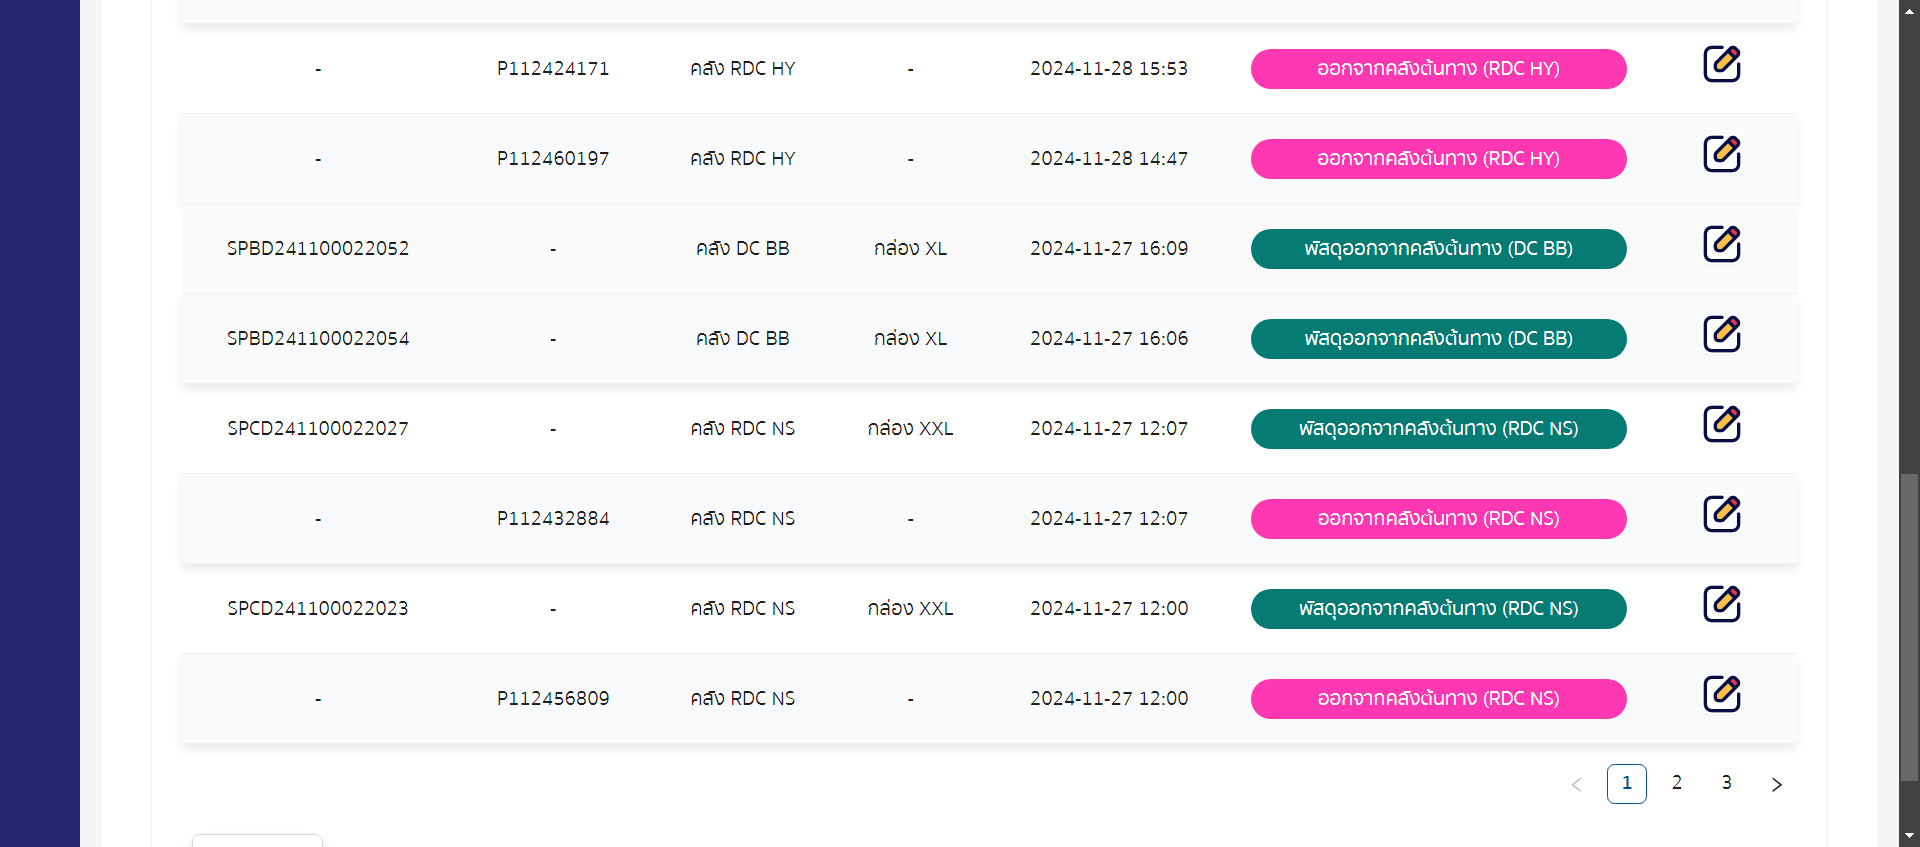 - P112424171 คลัง RDC HY - 2024-11-28 15:53 ออกจากคลังต้นทาง (RDC HY)
- P112460197 คลัง RDC HY - 2024-11-28 14:47 ออกจากคลังต้นทาง (RDC HY)
SPBD241100022052 - คลัง DC BB กล่อง XL 2024-11-27 16:09 พัสดุออกจากคลังต้นทาง (DC BB)
SPBD241100022054 - คลัง DC BB กล่อง XL 2024-11-27 16:06 พัสดุออกจากคลังต้นทาง (DC BB)
SPCD241100022027 - คลัง RDC NS กล่อง XXL 2024-11-27 12:07 พัสดุออกจากคลังต้นทาง (RDC NS)
- P112432884 คลัง RDC NS - 2024-11-27 12:07 ออกจากคลังต้นทาง (RDC NS)
SPCD241100022023 - คลัง RDC NS กล่อง XXL 2024-11-27 12:00 พัสดุออกจากคลังต้นทาง (RDC NS)
- P112456809 คลัง RDC NS - 2024-11-27 12:00 ออกจากคลังต้นทาง (RDC NS)
1 2 3